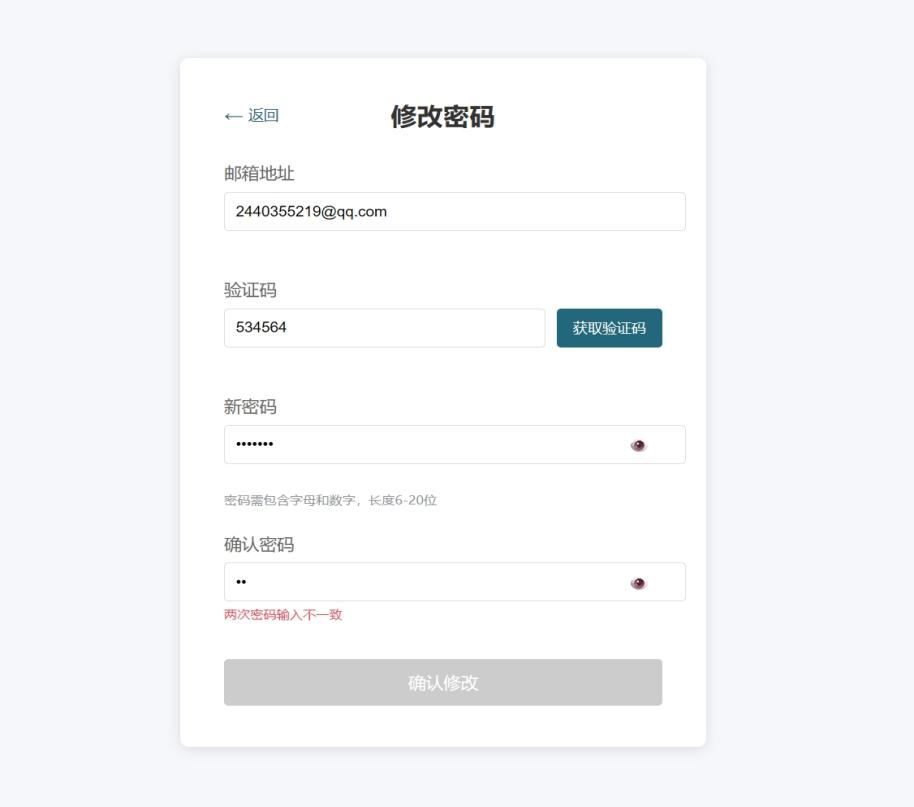 ← 返回
修改密码
邮箱地址
2440355219@qq.com
验证码
534564
获取验证码
新密码
•••••••
密码需包含字母和数字，长度6-20位
确认密码
••
两次密码输入不一致
确认修改